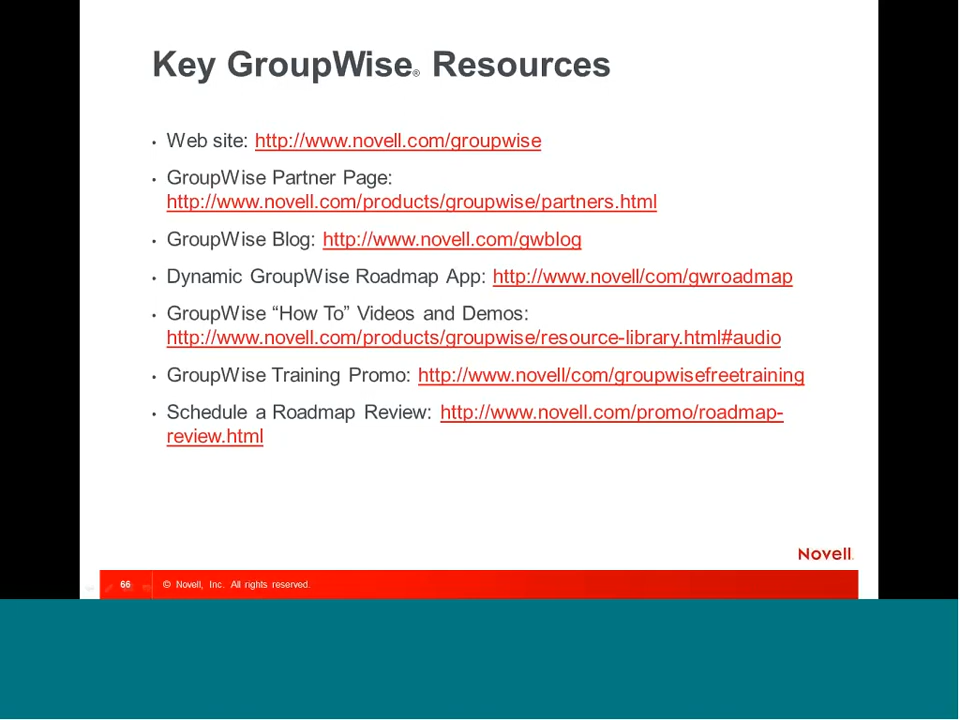 Key GroupWise® Resources
• Web site: http://www.novell.com/groupwise
• GroupWise Partner Page:
http://www.novell.com/products/groupwise/partners.html
• GroupWise Blog: http://www.novell.com/gwblog
• Dynamic GroupWise Roadmap App: http://www.novell/com/gwroadmap
• GroupWise “How To” Videos and Demos:
http://www.novell.com/products/groupwise/resource-library.html#audio
• GroupWise Training Promo: http://www.novell/com/groupwisefreetraining
• Schedule a Roadmap Review: http://www.novell.com/promo/roadmap-
review.html
Novell
66 © Novell, Inc. All rights reserved.